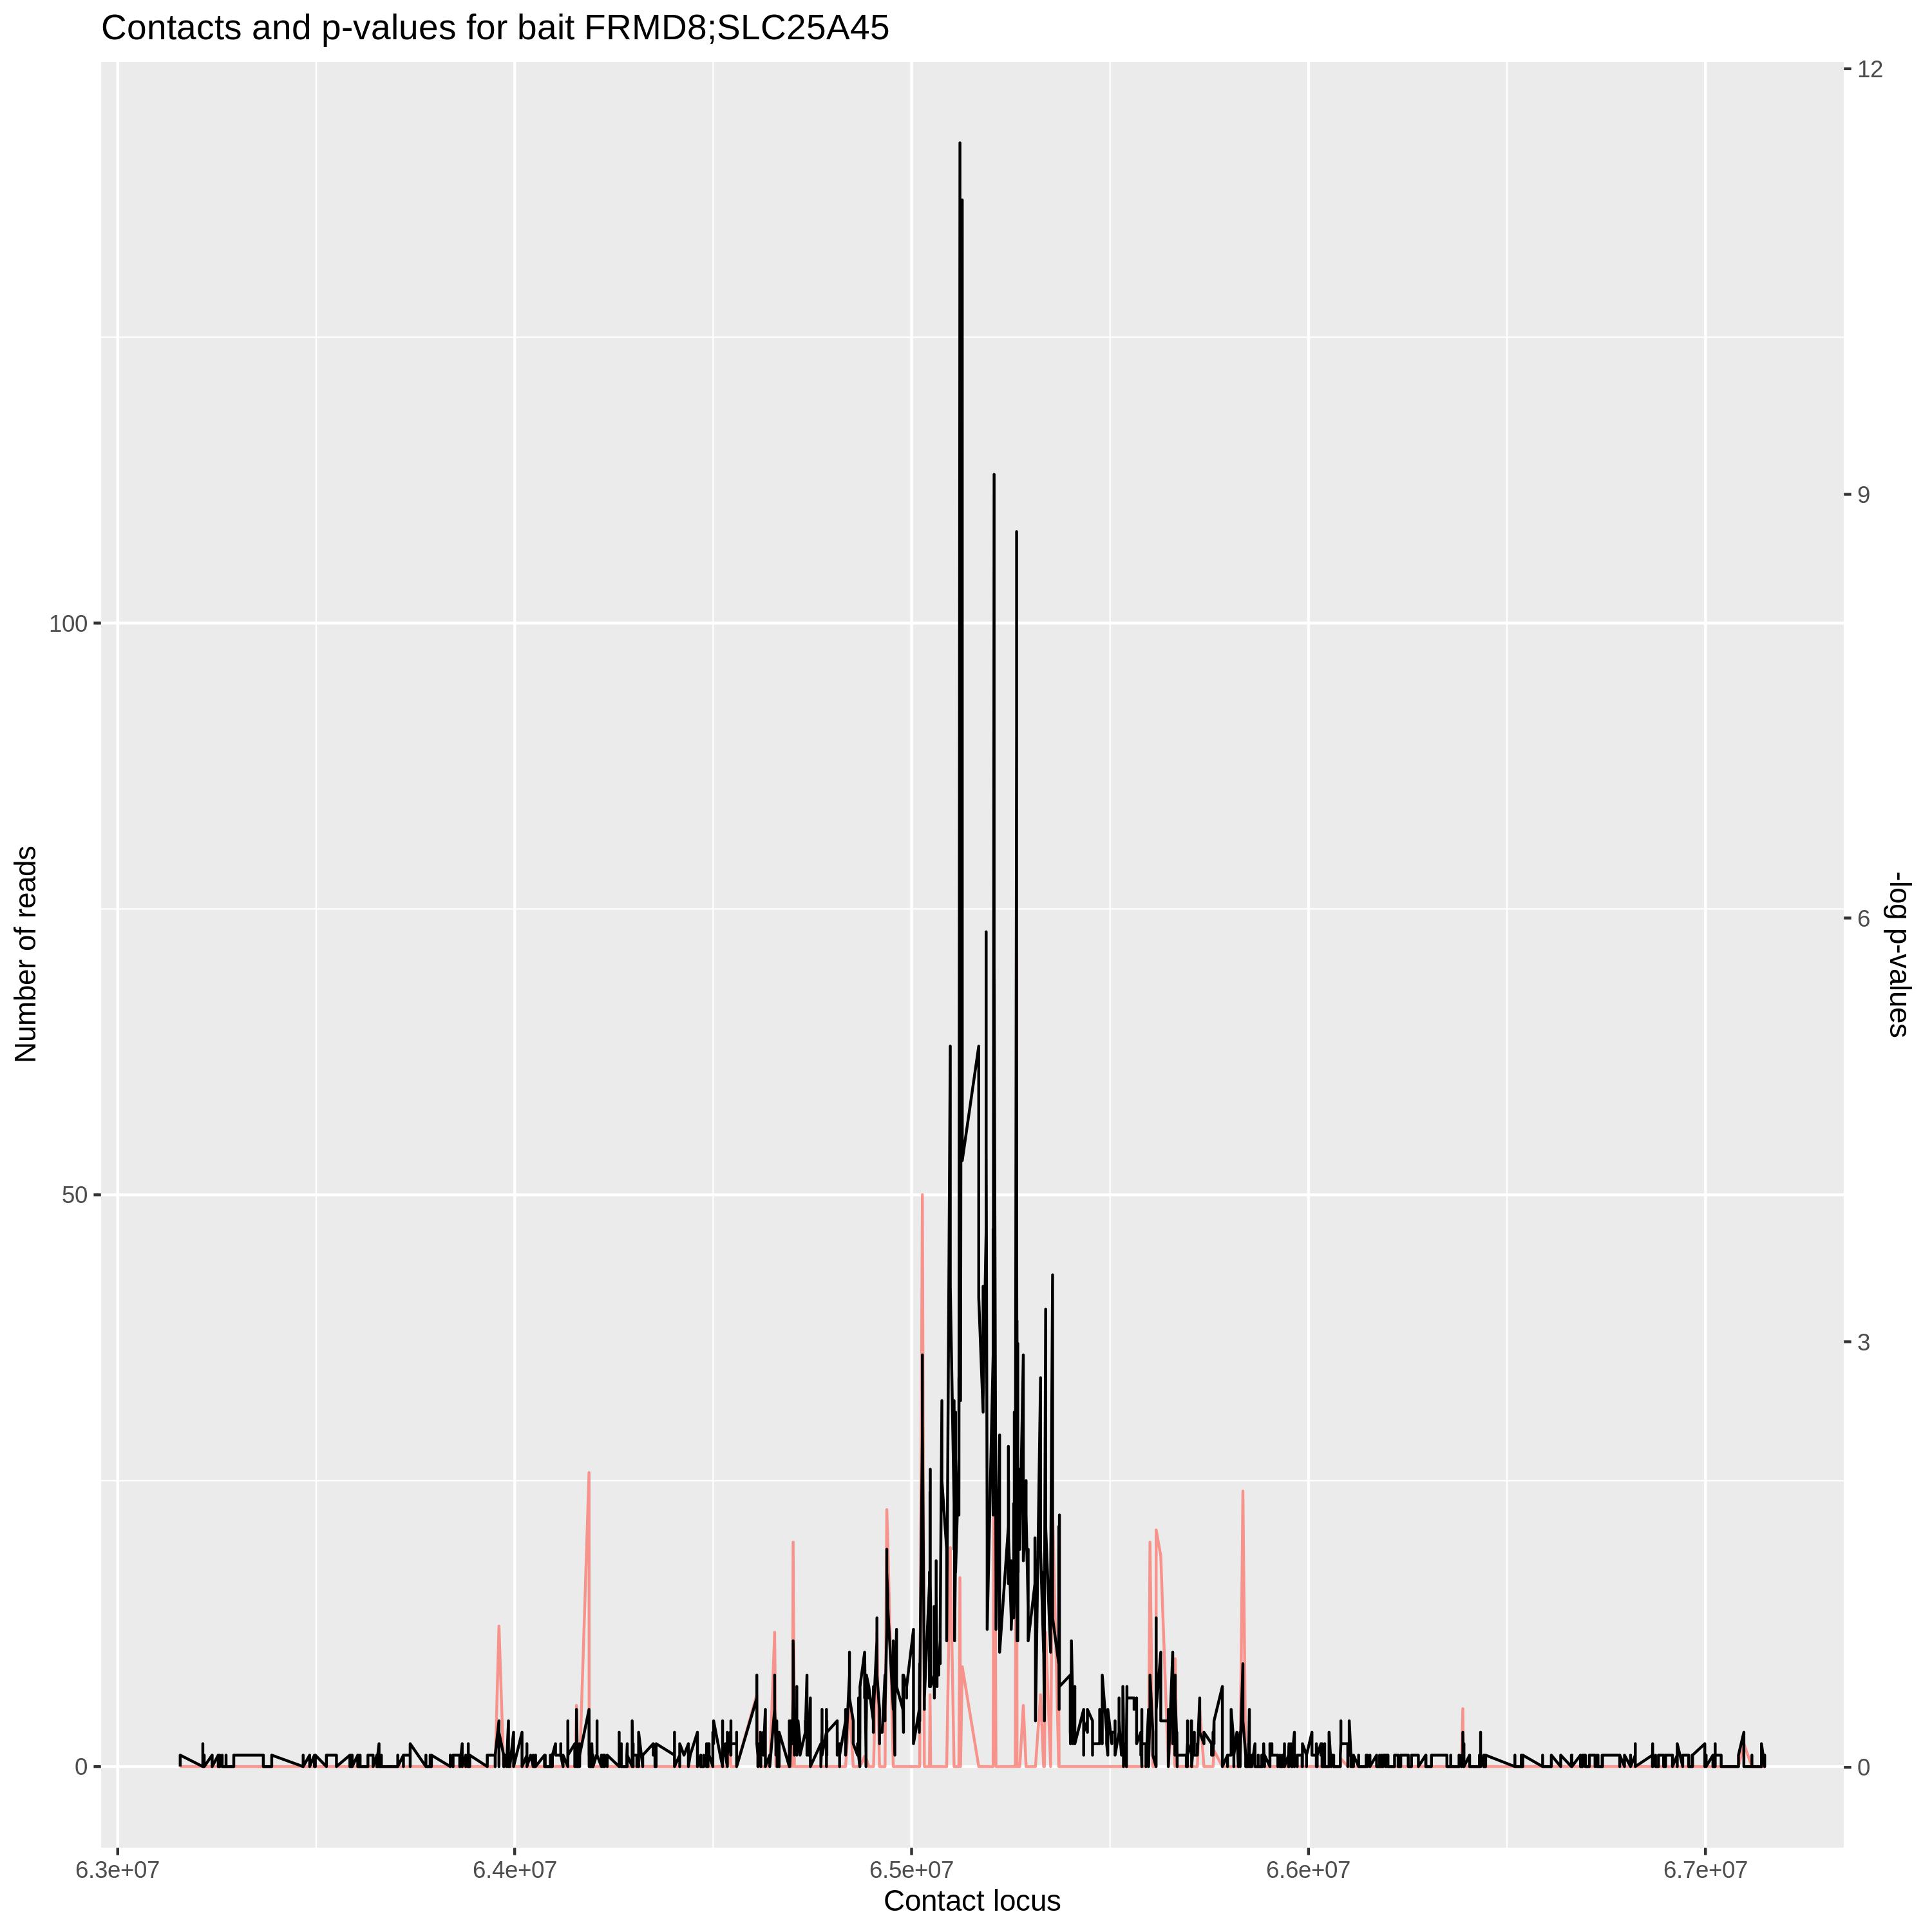 Contacts and p-values for bait FRMD8;SLC25A45
12
9
100
Number of reads
-log p-values
6
50
3
0
0
6.3e+07
6.4e+07
6.5e+07
6.6e+07
6.7e+07
Contact locus